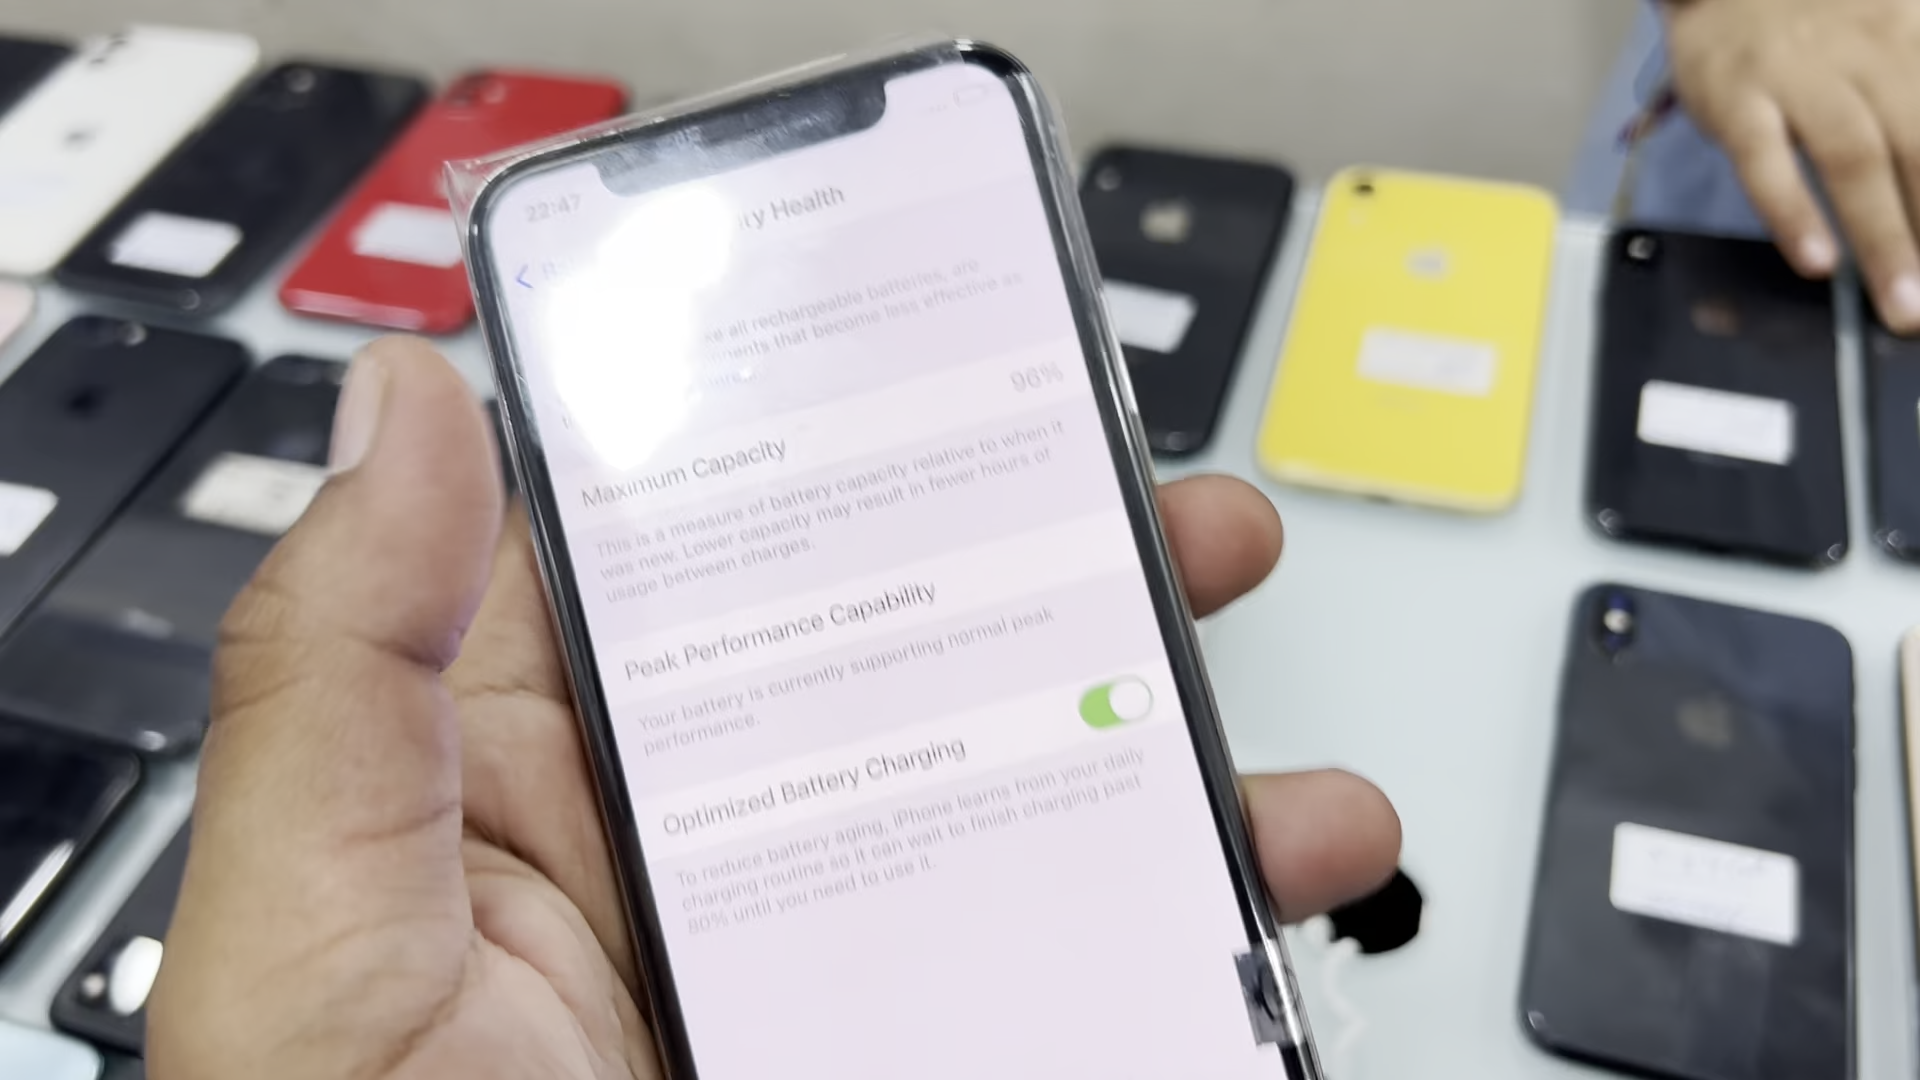 22:47
ity Health
ke all rechargeable batteries, are
nents that become less effective as
96%
Maximum Capacity
This is a measure of battery capacity relative to when it
was new. Lower capacity may result in fewer hours of
usage between charges.
Peak Performance Capability
Your battery is currently supporting normal peak
performance.
Optimized Battery Charging
To reduce battery aging, iPhone learns from your daily
charging routine so it can wait to finish charging past
80% until you need to use it.